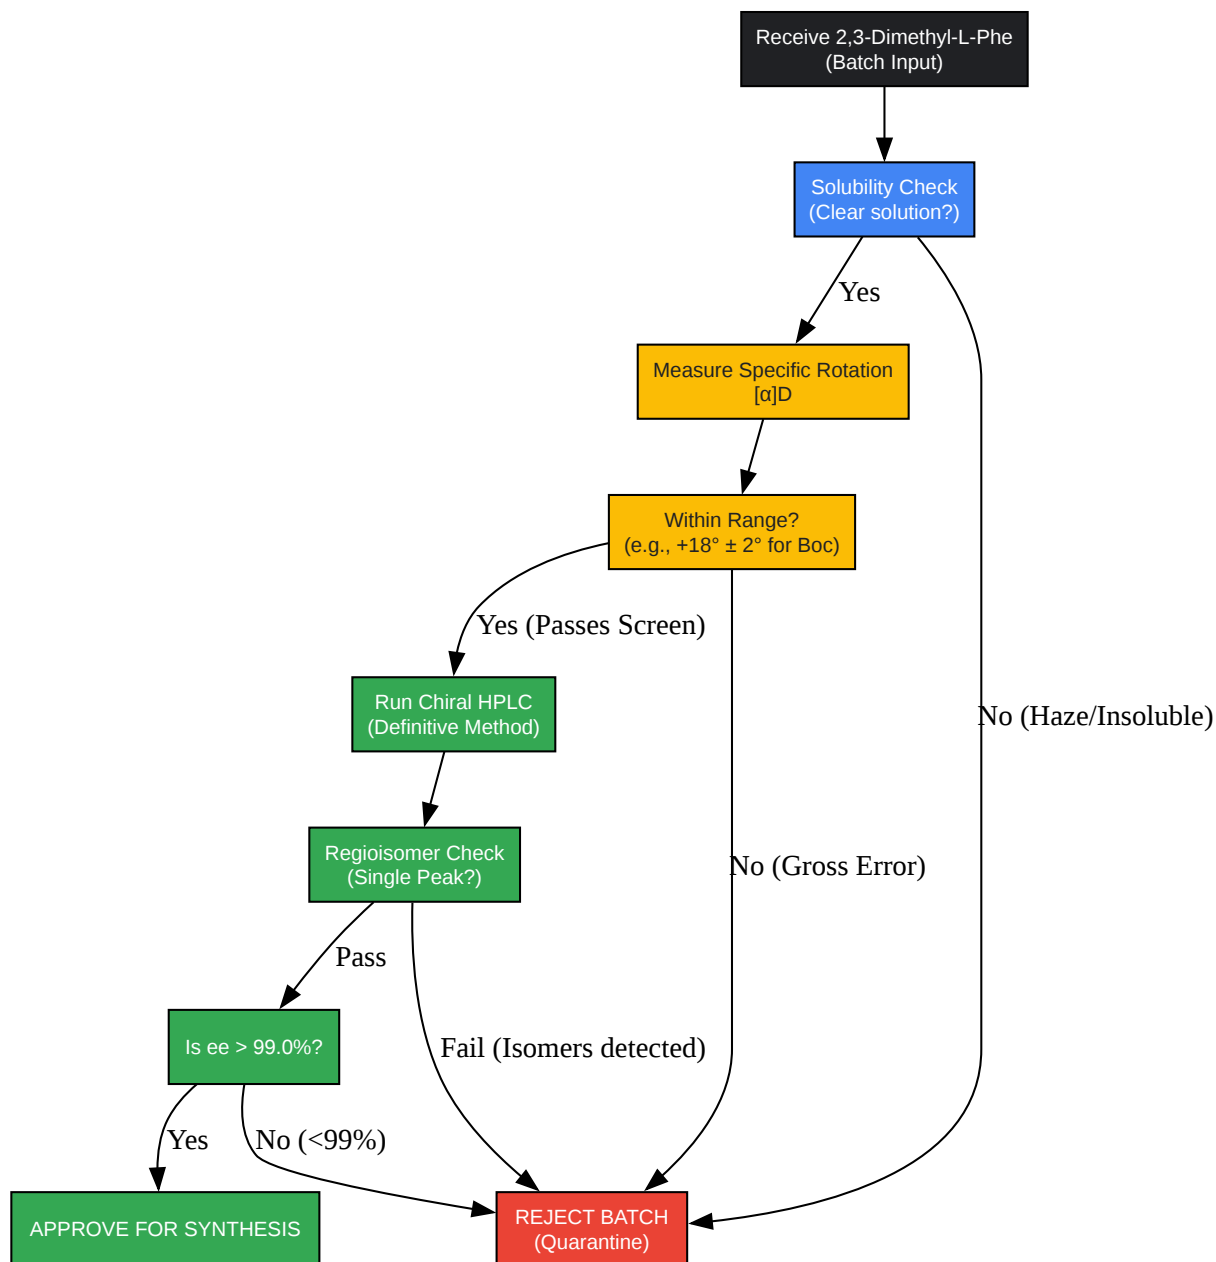 Receive 2,3-Dimethyl-L-Phe
(Batch Input)
Solubility Check
(Clear solution?)
Yes
Measure Specific Rotation
[α]D
Within Range?
(e.g., +18° ± 2° for Boc)
Yes (Passes Screen)
Run Chiral HPLC
(Definitive Method)
No (Haze/Insoluble)
Regioisomer Check
(Single Peak?)
No (Gross Error)
Pass
Is ee > 99.0%?
Fail (Isomers detected)
Yes
No (<99%)
APPROVE FOR SYNTHESIS
REJECT BATCH
(Quarantine)